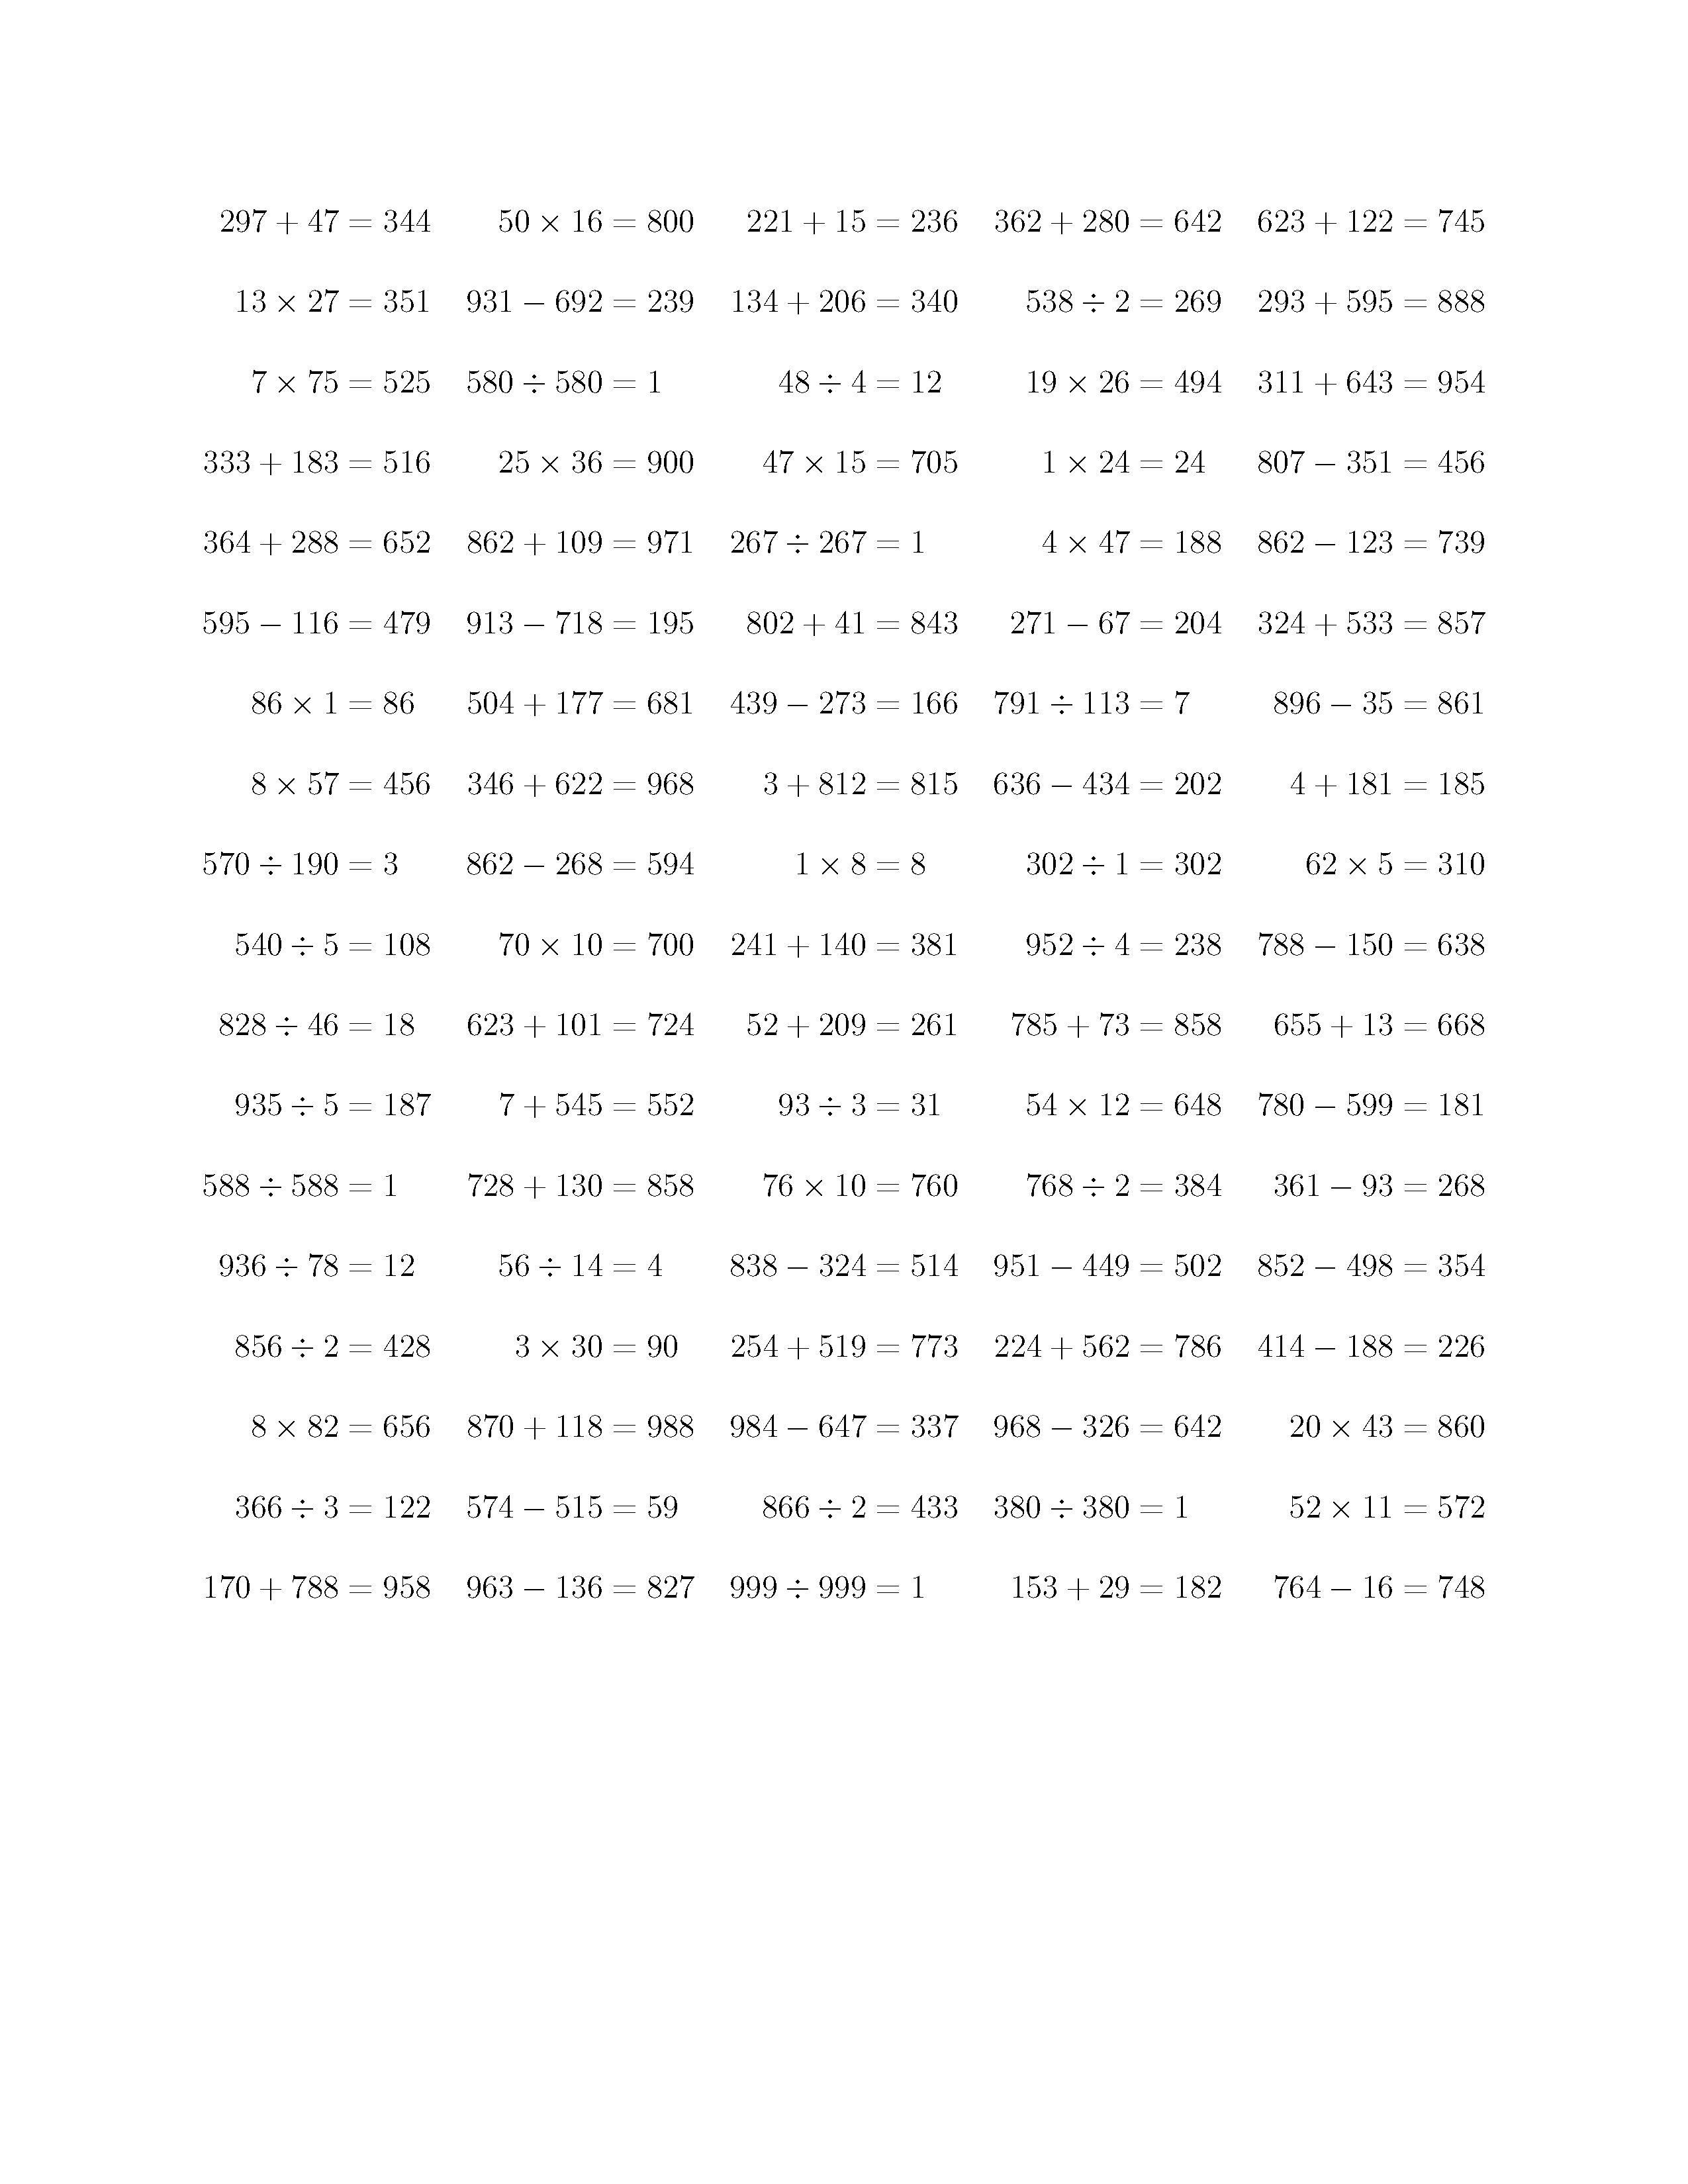 297 + 47 = 344 50 × 16 = 800 221 + 15 = 236 362 + 280 = 642 623 + 122 = 745
13 × 27 = 351 931 − 692 = 239 134 + 206 = 340 538 ÷ 2 = 269 293 + 595 = 888
7 × 75 = 525 580 ÷ 580 = 1 48 ÷ 4 = 12 19 × 26 = 494 311 + 643 = 954
333 + 183 = 516 25 × 36 = 900 47 × 15 = 705 1 × 24 = 24 807 − 351 = 456
364 + 288 = 652 862 + 109 = 971 267 ÷ 267 = 1 4 × 47 = 188 862 − 123 = 739
595 − 116 = 479 913 − 718 = 195 802 + 41 = 843 271 − 67 = 204 324 + 533 = 857
86 × 1 = 86 504 + 177 = 681 439 − 273 = 166 791 ÷ 113 = 7 896 − 35 = 861
8 × 57 = 456 346 + 622 = 968 3 + 812 = 815 636 − 434 = 202 4 + 181 = 185
570 ÷ 190 = 3 862 − 268 = 594 1 × 8 = 8 302 ÷ 1 = 302 62 × 5 = 310
540 ÷ 5 = 108 70 × 10 = 700 241 + 140 = 381 952 ÷ 4 = 238 788 − 150 = 638
828 ÷ 46 = 18 623 + 101 = 724 52 + 209 = 261 785 + 73 = 858 655 + 13 = 668
935 ÷ 5 = 187 7 + 545 = 552 93 ÷ 3 = 31 54 × 12 = 648 780 − 599 = 181
588 ÷ 588 = 1 728 + 130 = 858 76 × 10 = 760 768 ÷ 2 = 384 361 − 93 = 268
936 ÷ 78 = 12 56 ÷ 14 = 4 838 − 324 = 514 951 − 449 = 502 852 − 498 = 354
856 ÷ 2 = 428 3 × 30 = 90 254 + 519 = 773 224 + 562 = 786 414 − 188 = 226
8 × 82 = 656 870 + 118 = 988 984 − 647 = 337 968 − 326 = 642 20 × 43 = 860
366 ÷ 3 = 122 574 − 515 = 59 866 ÷ 2 = 433 380 ÷ 380 = 1 52 × 11 = 572
170 + 788 = 958 963 − 136 = 827 999 ÷ 999 = 1 153 + 29 = 182 764 − 16 = 748